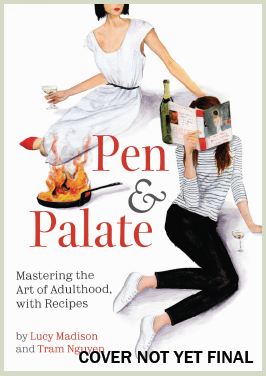 Pen
&
Palate
Mastering the
Art of Adulthood,
with Recipes
by Lucy Madison
and Tram Nguyen
COVER NOT YET FINAL